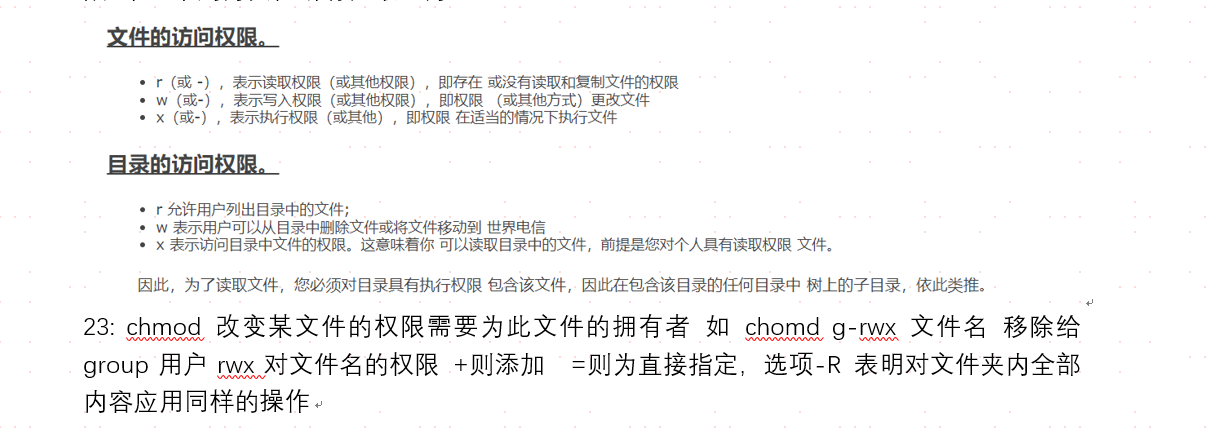 文件的访问权限。
• r（或 -），表示读取权限（或其他权限），即存在 或没有读取和复制文件的权限
• w（或-），表示写入权限（或其他权限），即权限 （或其他方式）更改文件
• x（或-），表示执行权限（或其他），即权限 在适当的情况下执行文件
目录的访问权限。
• r 允许用户列出目录中的文件;
• w 表示用户可以从目录中删除文件或将文件移动到 世界电信
• x 表示访问目录中文件的权限。这意味着你 可以读取目录中的文件，前提是您对个人具有读取权限 文件。
因此，为了读取文件，您必须对目录具有执行权限 包含该文件，因此在包含该目录的任何目录中 树上的子目录，依此类推。
23: chmod 改变某文件的权限需要为此文件的拥有者 如 chomd g-rwx 文件名 移除给
group 用户 rwx 对文件名的权限 +则添加 =则为直接指定，选项-R 表明对文件夹内全部
内容应用同样的操作